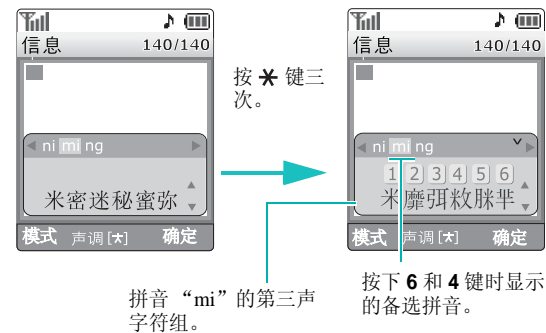 信息 140/140
ni mi ng
米密迷秘蜜弥
模式 声调[*] 确定
按 * 键三
次。
信息 140/140
ni mi ng ˇ
1 2 3 4 5 6
米靡弭敉脒芈
模式 声调[*] 确定
拼音 “mi”的第三声
字符组。
按下 6 和 4 键时显示
的备选拼音。